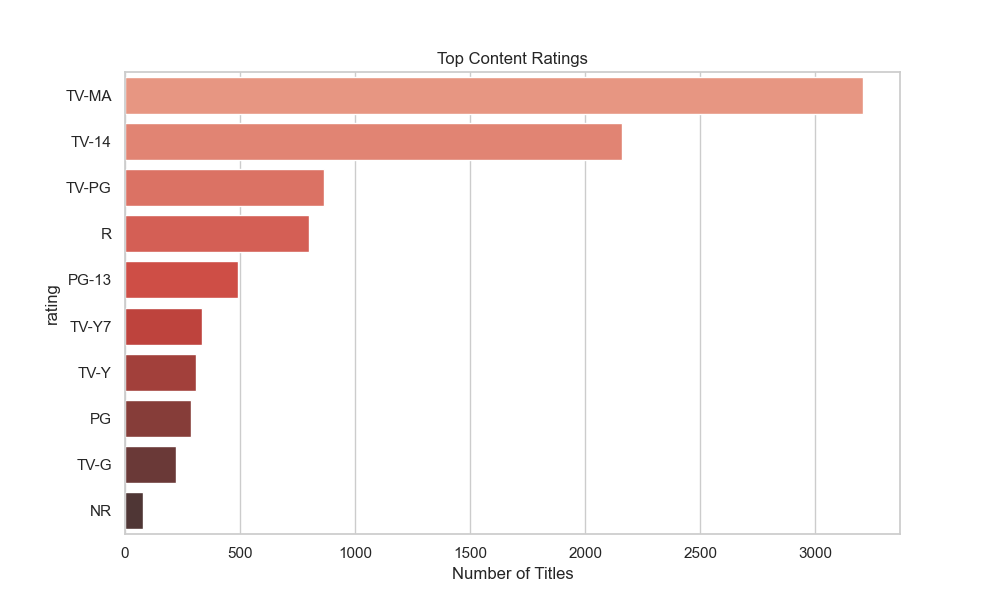 Top Content Ratings
TV-MA
TV-14
TV-PG
R
PG-13
TV-Y7
TV-Y
PG
TV-G
NR
rating
0 500 1000 1500 2000 2500 3000
Number of Titles